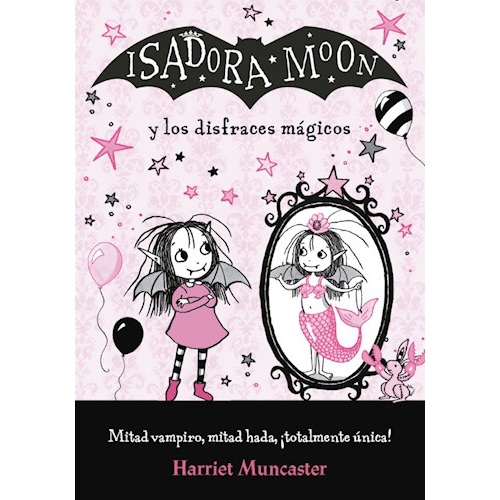 ISADORA MOON
y los disfraces mágicos
Mitad vampiro, mitad hada, ¡totalmente única!
Harriet Muncaster